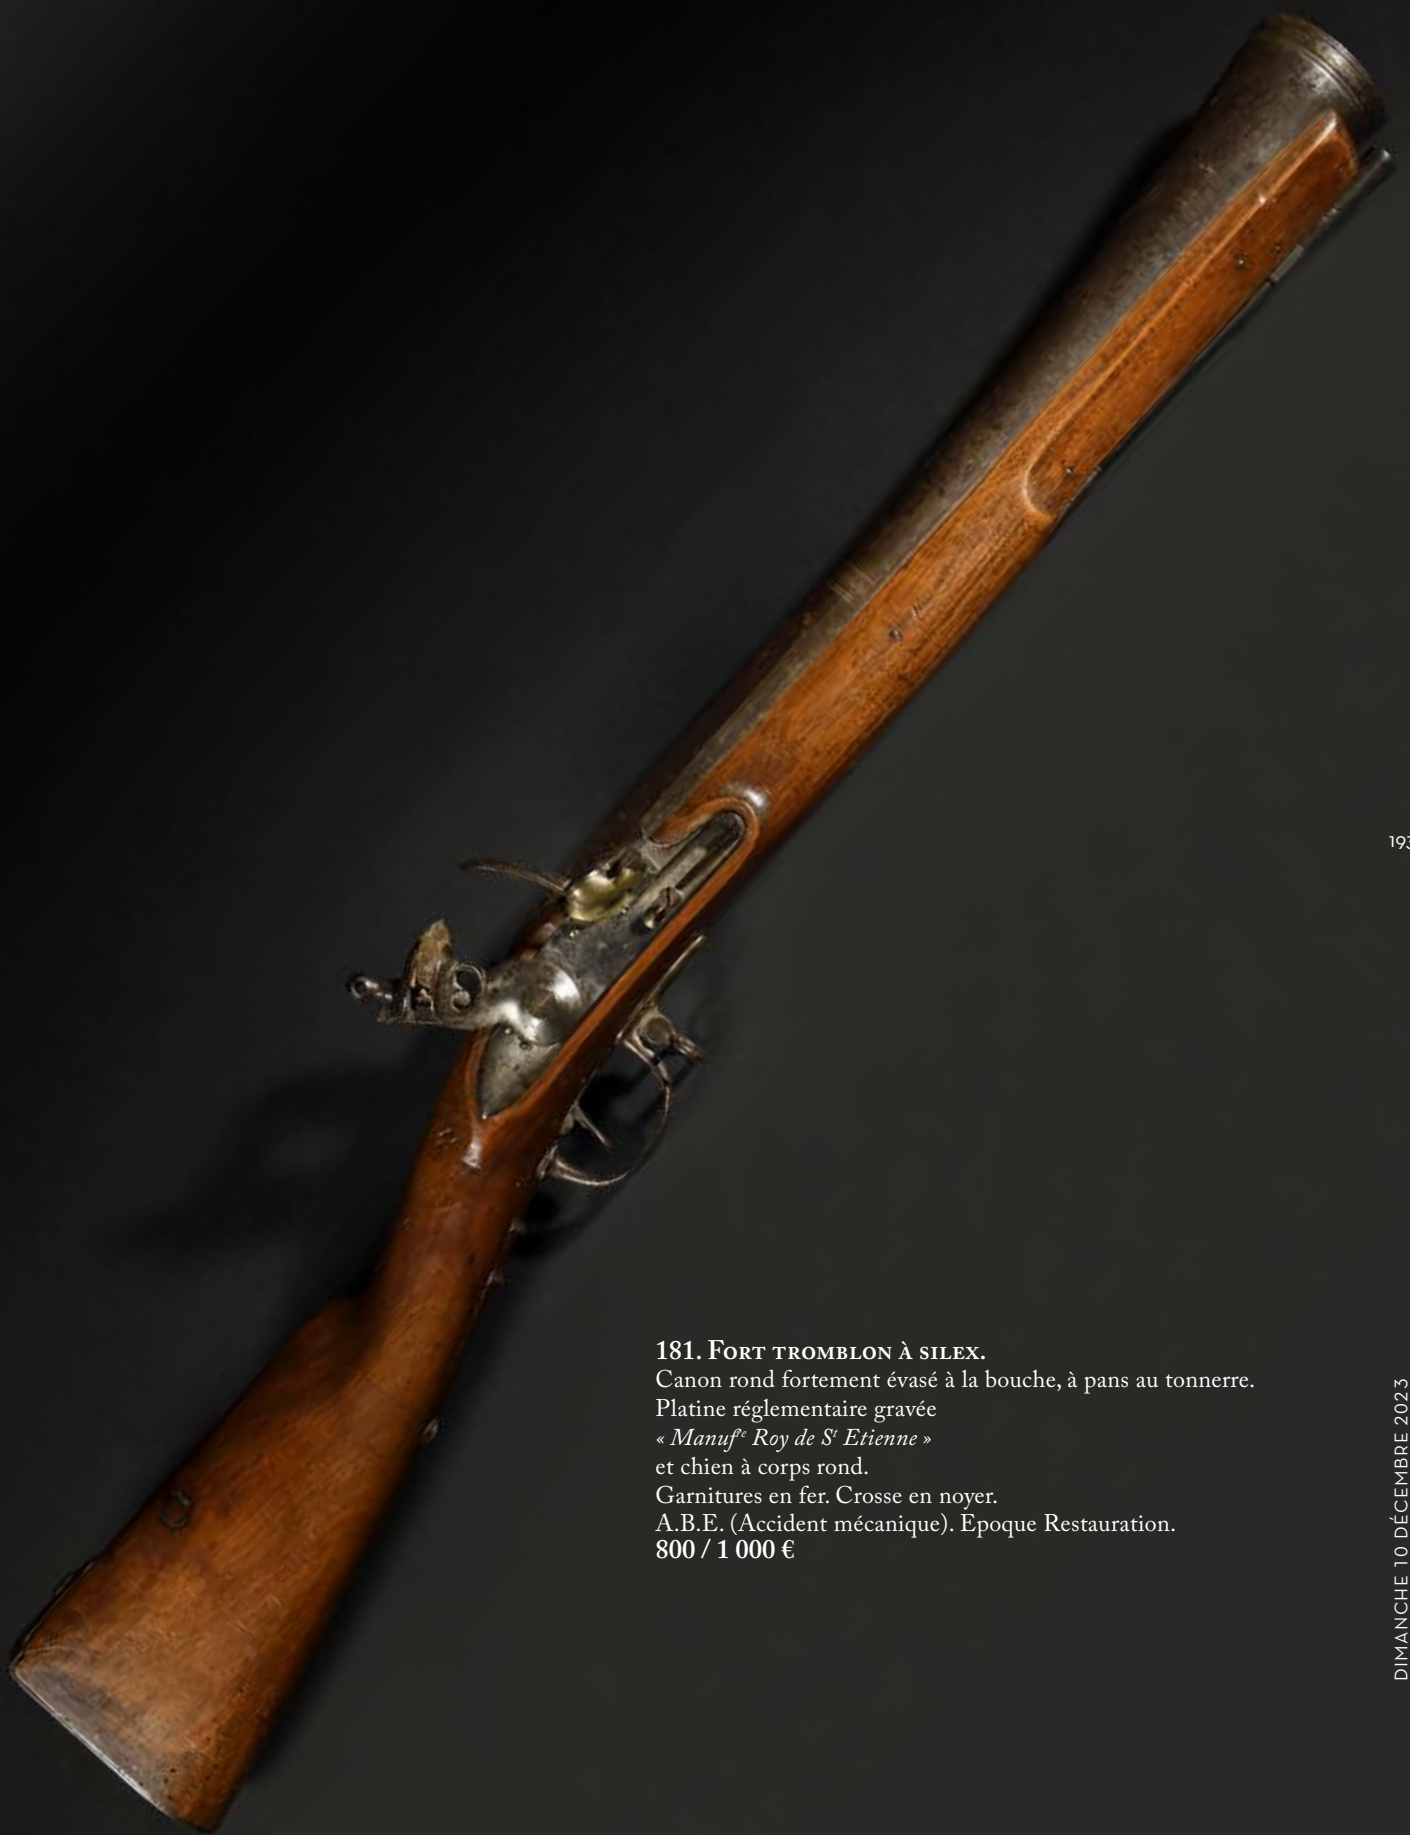 193
181. FORT TROMBLON À SILEX.
Canon rond fortement évasé à la bouche, à pans au tonnerre.
Platine réglementaire gravée
« Manufre Roy de St Etienne »
et chien à corps rond.
Garnitures en fer. Crosse en noyer.
A.B.E. (Accident mécanique). Epoque Restauration.
800 / 1 000 €
DIMANCHE 10 DÉCEMBRE 2023